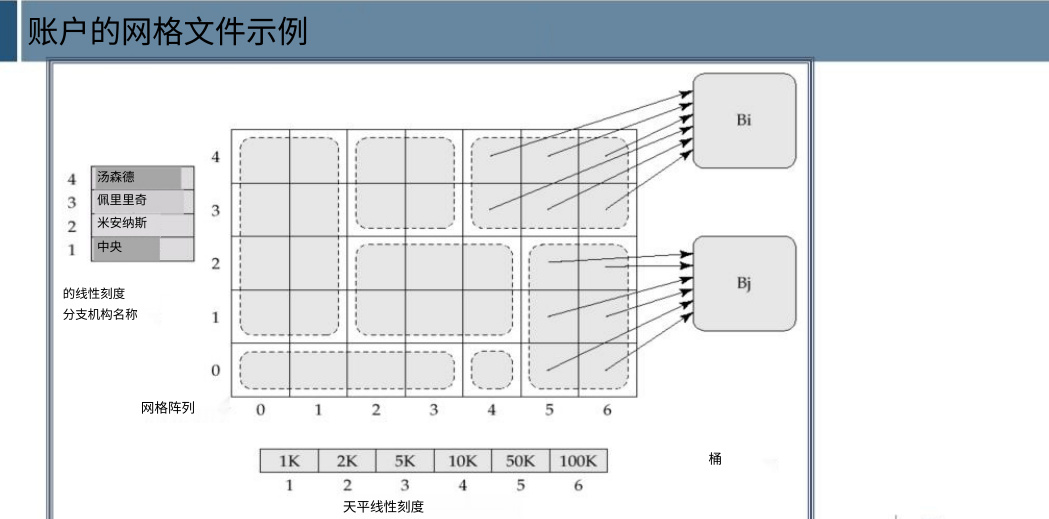 账户的网格文件示例
Bi
4
4 汤森德
3 佩里里奇
3
2 米安纳斯
1 中央
2
Bj
的线性刻度
分支机构名称
1
0
网格阵列
0 1 2 3 4 5 6
1K 2K 5K 10K 50K 100K
桶
1 2 3 4 5 6
天平线性刻度